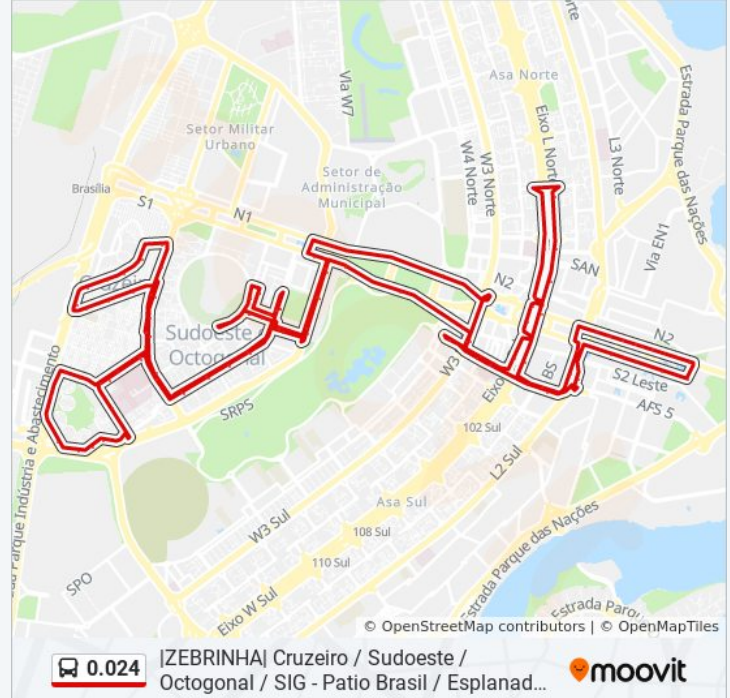 rte
Asa Norte
Via W7
Estrada Parque das Nações
Setor Militar
Urbano
Eixo L Norte
W3 Norte
W4 Norte
L3 Norte
Setor de
Administração
Municipal
Brasília
S1
N1
Via EN1
SAN
N2
N2
Sudoeste
Octogonal
W3
BS
S2 Leste
AFS 5
SRPS
102 Sul
L2 Sul
Asa Sul
W3 Sul
108 Sul
110 Sul
Parque Indústria e Abastecimento
Estrada Parque das Nações
SPO
Eixo W Sul
© OpenStreetMap contributors | © OpenMapTiles
0.024
|ZEBRINHA| Cruzeiro / Sudoeste /
Octogonal / SIG - Patio Brasil / Esplanad...
moovit